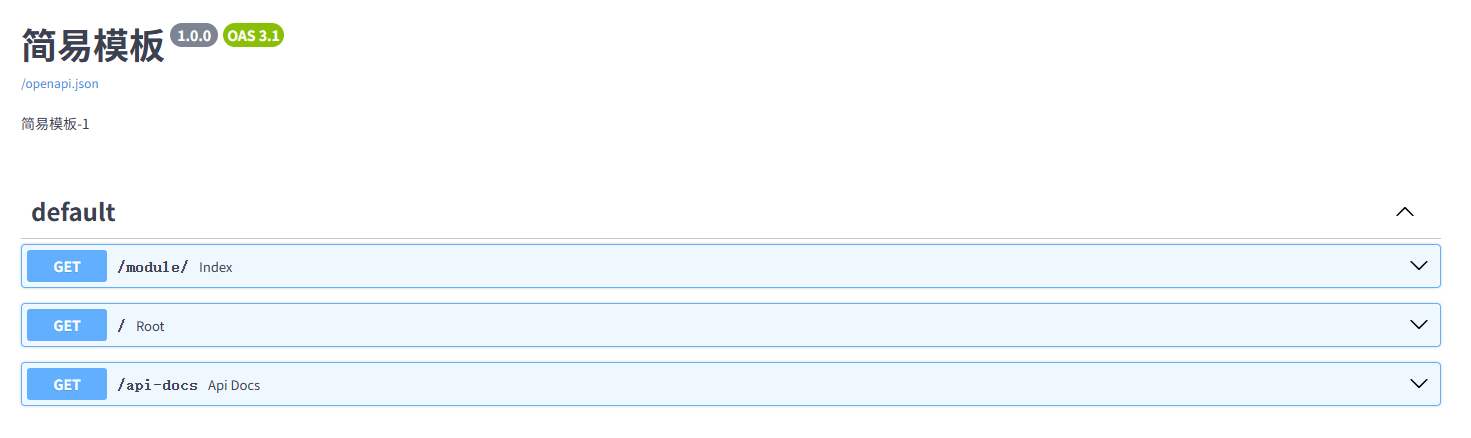 简易模板 1.0.0 OAS 3.1
/openapi.json
简易模板-1
default
GET /module/ Index
GET / Root
GET /api-docs Api Docs